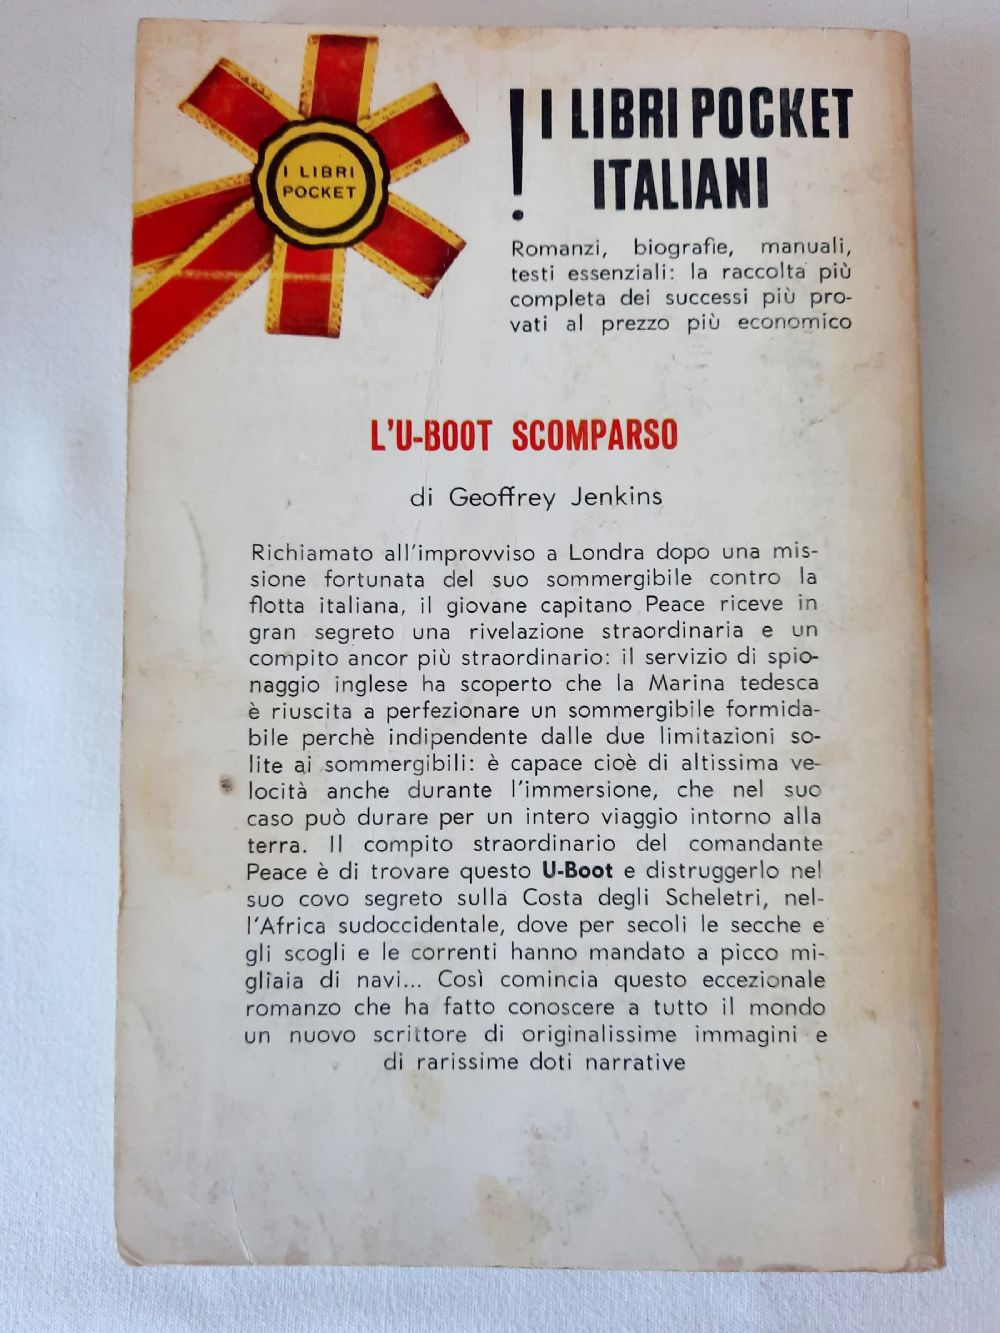 I LIBRI
POCKET
! I LIBRI POCKET
ITALIANI
Romanzi, biografie, manuali,
testi essenziali: la raccolta più
completa dei successi più pro-
vati al prezzo più economico
L'U-BOOT SCOMPARSO
di Geoffrey Jenkins
Richiamato all'improvviso a Londra dopo una mis-
sione fortunata del suo sommergibile contro la
flotta italiana, il giovane capitano Peace riceve in
gran segreto una rivelazione straordinaria e un
compito ancor più straordinario: il servizio di spio-
naggio inglese ha scoperto che la Marina tedesca
è riuscita a perfezionare un sommergibile formida-
bile perchè indipendente dalle due limitazioni so-
lite ai sommergibili: è capace cioè di altissima ve-
locità anche durante l'immersione, che nel suo
caso può durare per un intero viaggio intorno alla
terra. Il compito straordinario del comandante
Peace è di trovare questo U-Boot e distruggerlo nel
suo covo segreto sulla Costa degli Scheletri, nel-
l'Africa sudoccidentale, dove per secoli le secche e
gli scogli e le correnti hanno mandato a picco mi-
gliaia di navi... Così comincia questo eccezionale
romanzo che ha fatto conoscere a tutto il mondo
un nuovo scrittore di originalissime immagini e
di rarissime doti narrative